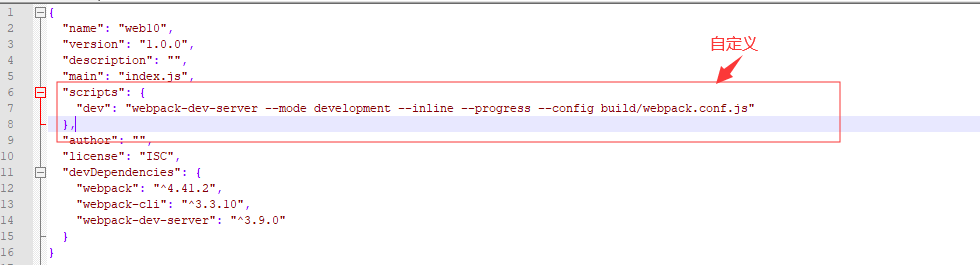 自定义
1 {
2 "name": "web10",
3 "version": "1.0.0",
4 "description": "",
5 "main": "index.js",
6 "scripts": {
7 "dev": "webpack-dev-server --mode development --inline --progress --config build/webpack.conf.js"
8 },
9 "author": "",
10 "license": "ISC",
11 "devDependencies": {
12 "webpack": "^4.41.2",
13 "webpack-cli": "^3.3.10",
14 "webpack-dev-server": "^3.9.0"
15 }
16 }